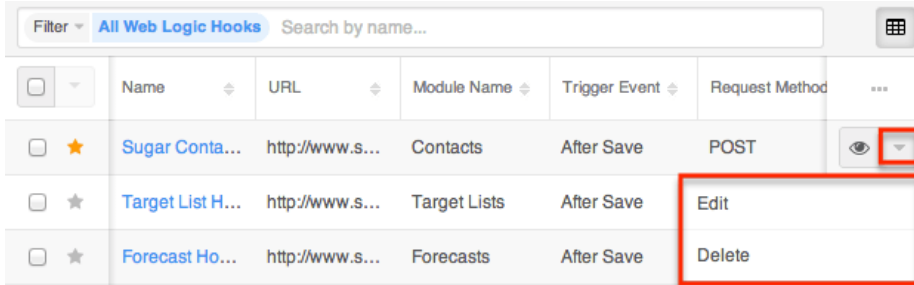 Filter All Web Logic Hooks Search by name...
Name URL Module Name Trigger Event Request Method
Sugar Conta... http://www.s... Contacts After Save POST
Target List H... http://www.s... Target Lists After Save Edit
Forecast Ho... http://www.s... Forecasts After Save Delete